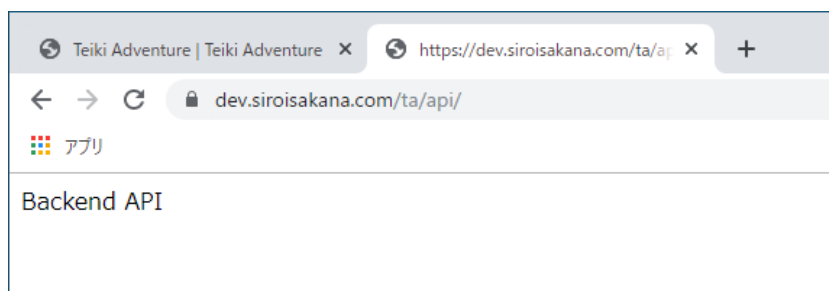 Teiki Adventure | Teiki Adventure
https://dev.siroisakana.com/ta/ap
dev.siroisakana.com/ta/api/
アプリ
Backend API